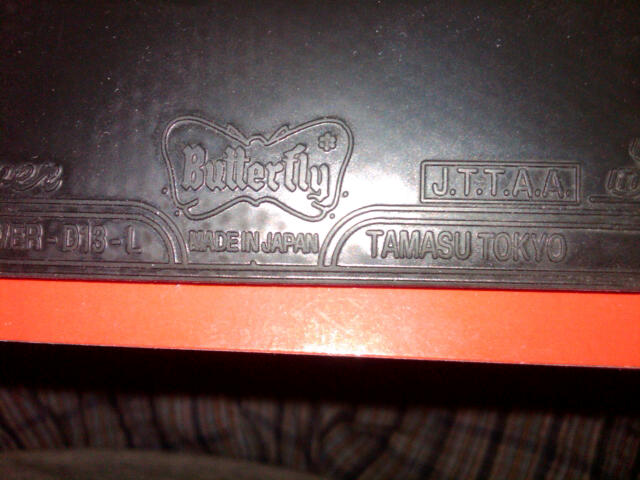 Butterfly
J.T.T.A.A.
MADE IN JAPAN
TAMASU TOKYO